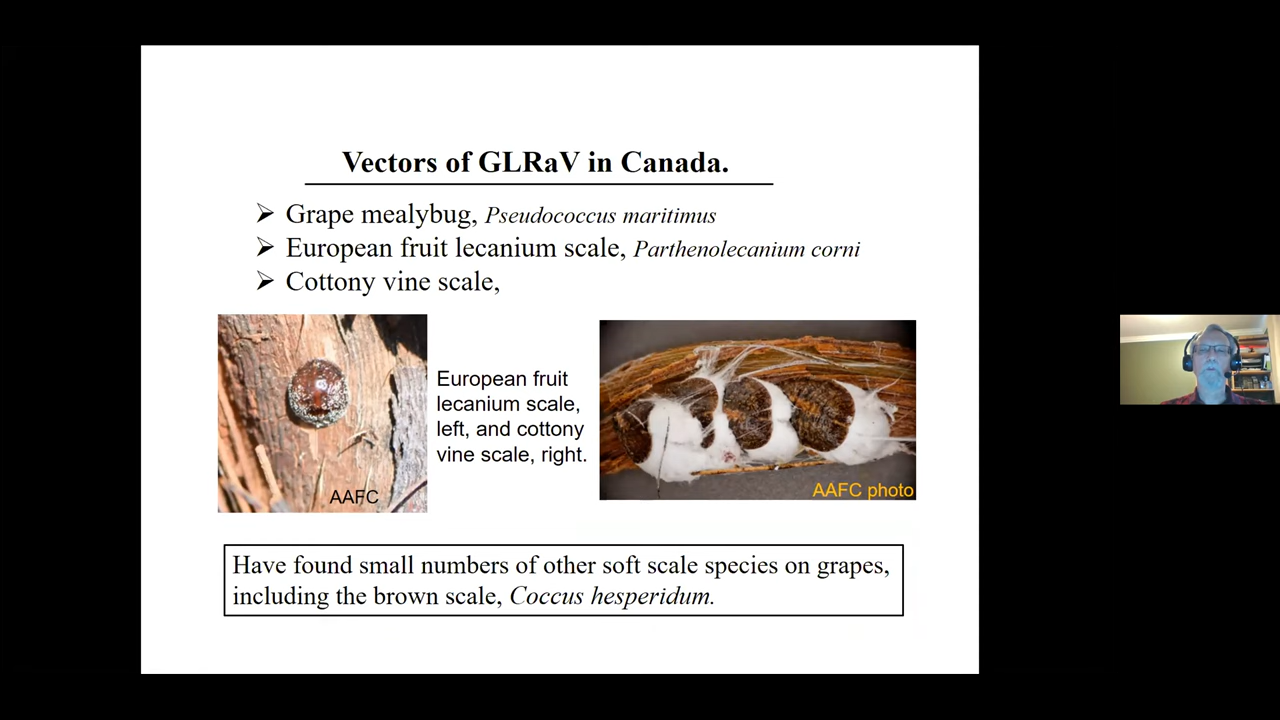 Vectors of GLRaV in Canada.
➢ Grape mealybug, Pseudococcus maritimus
➢ European fruit lecanium scale, Parthenolecanium corni
➢ Cottony vine scale,
European fruit
lecanium scale,
left, and cottony
vine scale, right.
AAFC
AAFC photo
Have found small numbers of other soft scale species on grapes,
including the brown scale, Coccus hesperidum.